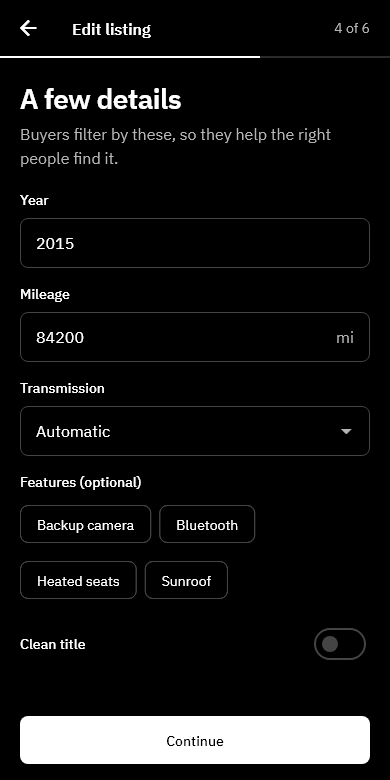 Edit listing
4 of 6
A few details
Buyers filter by these, so they help the right
people find it.
Year
2015
Mileage
84200
mi
Transmission
Automatic
Features (optional)
Backup camera
Bluetooth
Heated seats
Sunroof
Clean title
Continue